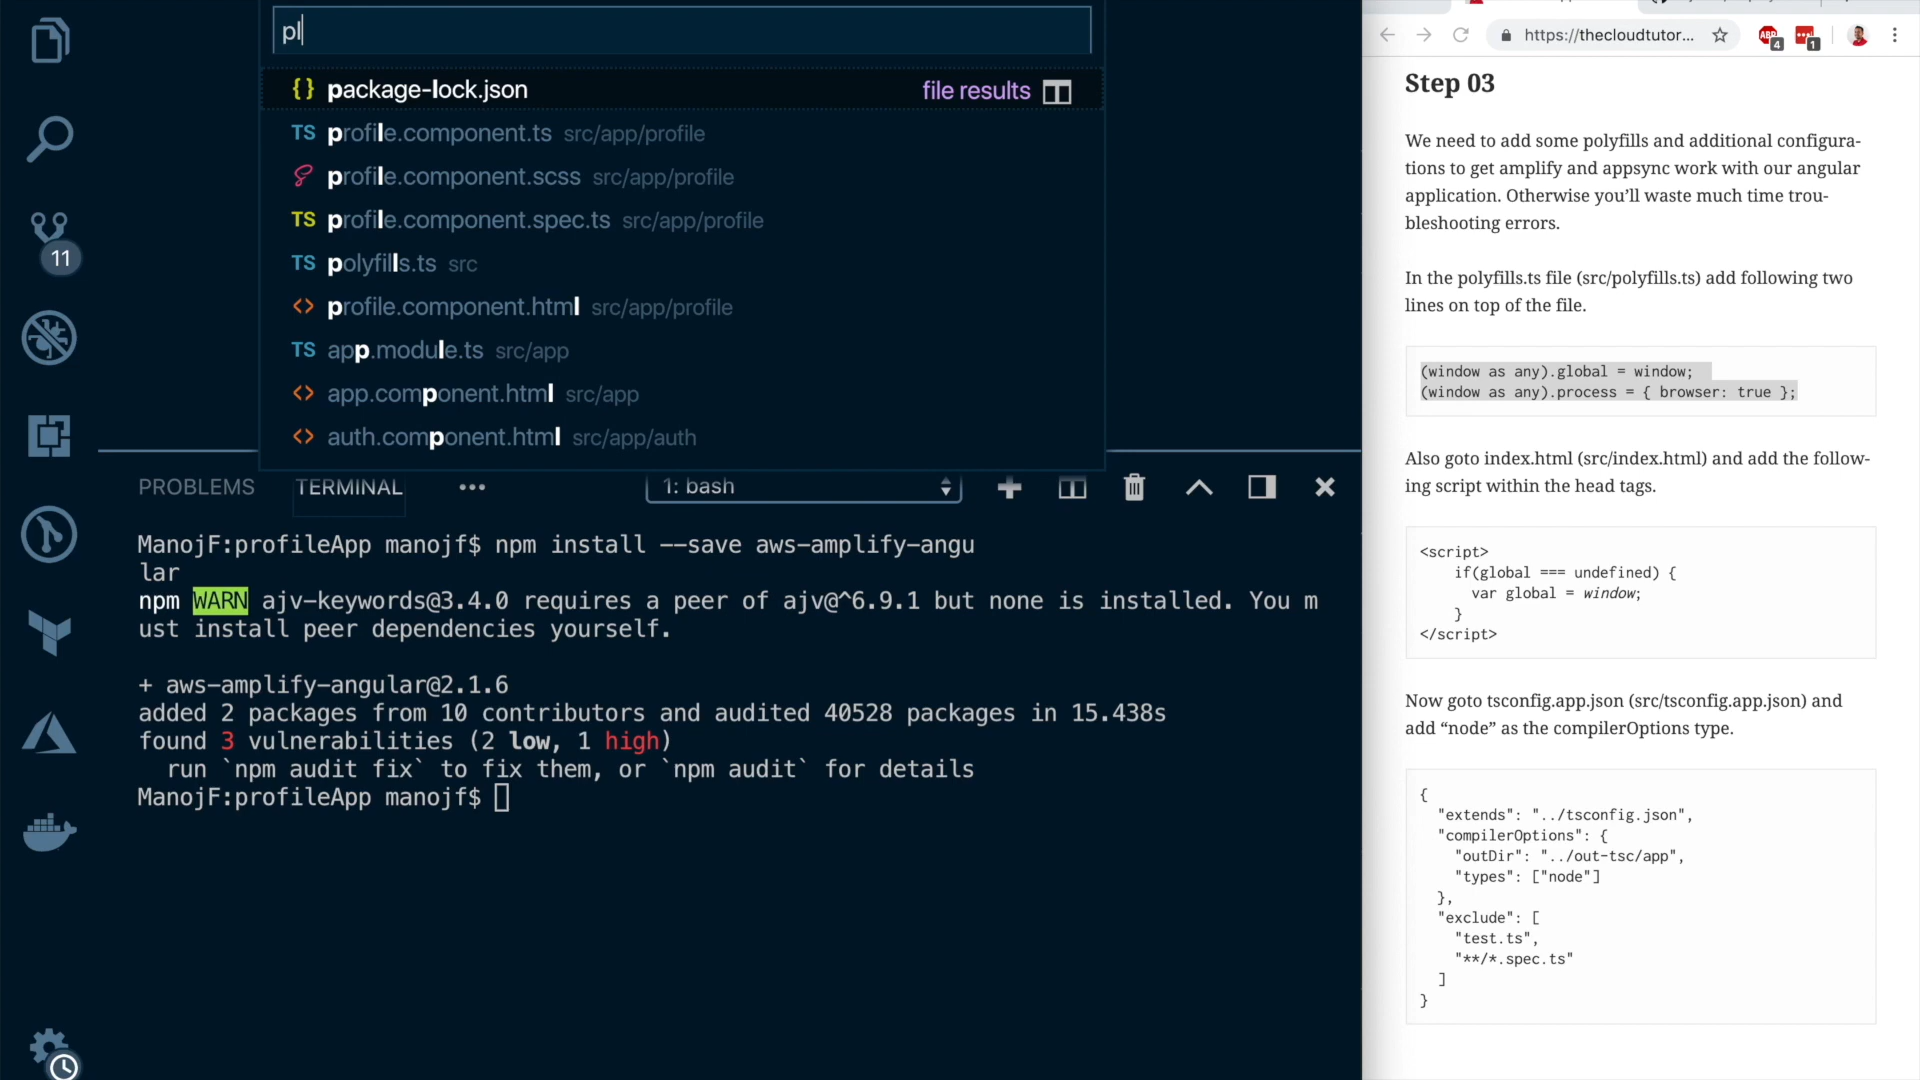 pl
package-lock.json file results
profile.component.ts src/app/profile
profile.component.scss src/app/profile
profile.component.spec.ts src/app/profile
polyfills.ts src
profile.component.html src/app/profile
app.module.ts src/app
app.component.html src/app
auth.component.html src/app/auth
11
PROBLEMS TERMINAL ••• 1: bash
ManojF:profileApp manojf$ npm install --save aws-amplify-angu
lar
npm WARN ajv-keywords@3.4.0 requires a peer of ajv@^6.9.1 but none is installed. You m
ust install peer dependencies yourself.
+ aws-amplify-angular@2.1.6
added 2 packages from 10 contributors and audited 40528 packages in 15.438s
found 3 vulnerabilities (2 low, 1 high)
run `npm audit fix` to fix them, or `npm audit` for details
ManojF:profileApp manojf$
https://thecloudtutor...
ABP 4 1
Step 03
We need to add some polyfills and additional configura-
tions to get amplify and appsync work with our angular
application. Otherwise you’ll waste much time trou-
bleshooting errors.
In the polyfills.ts file (src/polyfills.ts) add following two
lines on top of the file.
(window as any).global = window;
(window as any).process = { browser: true };
Also goto index.html (src/index.html) and add the follow-
ing script within the head tags.
<script>
if(global === undefined) {
var global = window;
}
</script>
Now goto tsconfig.app.json (src/tsconfig.app.json) and
add “node” as the compilerOptions type.
{
"extends": "../tsconfig.json",
"compilerOptions": {
"outDir": "../out-tsc/app",
"types": ["node"]
},
"exclude": [
"test.ts",
"**/*.spec.ts"
]
}